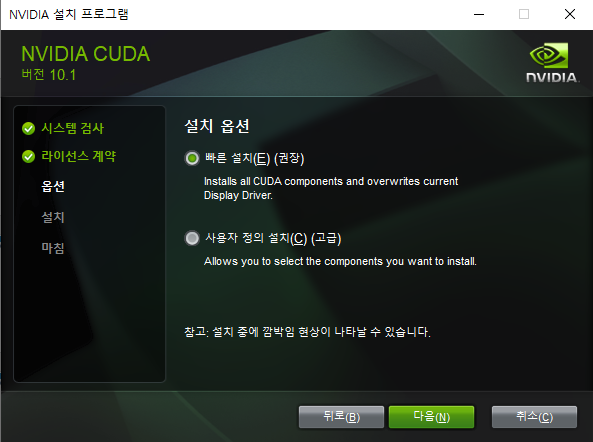 NVIDIA 설치 프로그램
NVIDIA CUDA
버전 10.1
NVIDIA.
시스템 검사
라이선스 계약
옵션
설치
마침
설치 옵션
빠른 설치(E) (권장)
Installs all CUDA components and overwrites current
Display Driver.
사용자 정의 설치(C) (고급)
Allows you to select the components you want to install.
참고: 설치 중에 깜박임 현상이 나타날 수 있습니다.
뒤로(B)
다음(N)
취소(C)